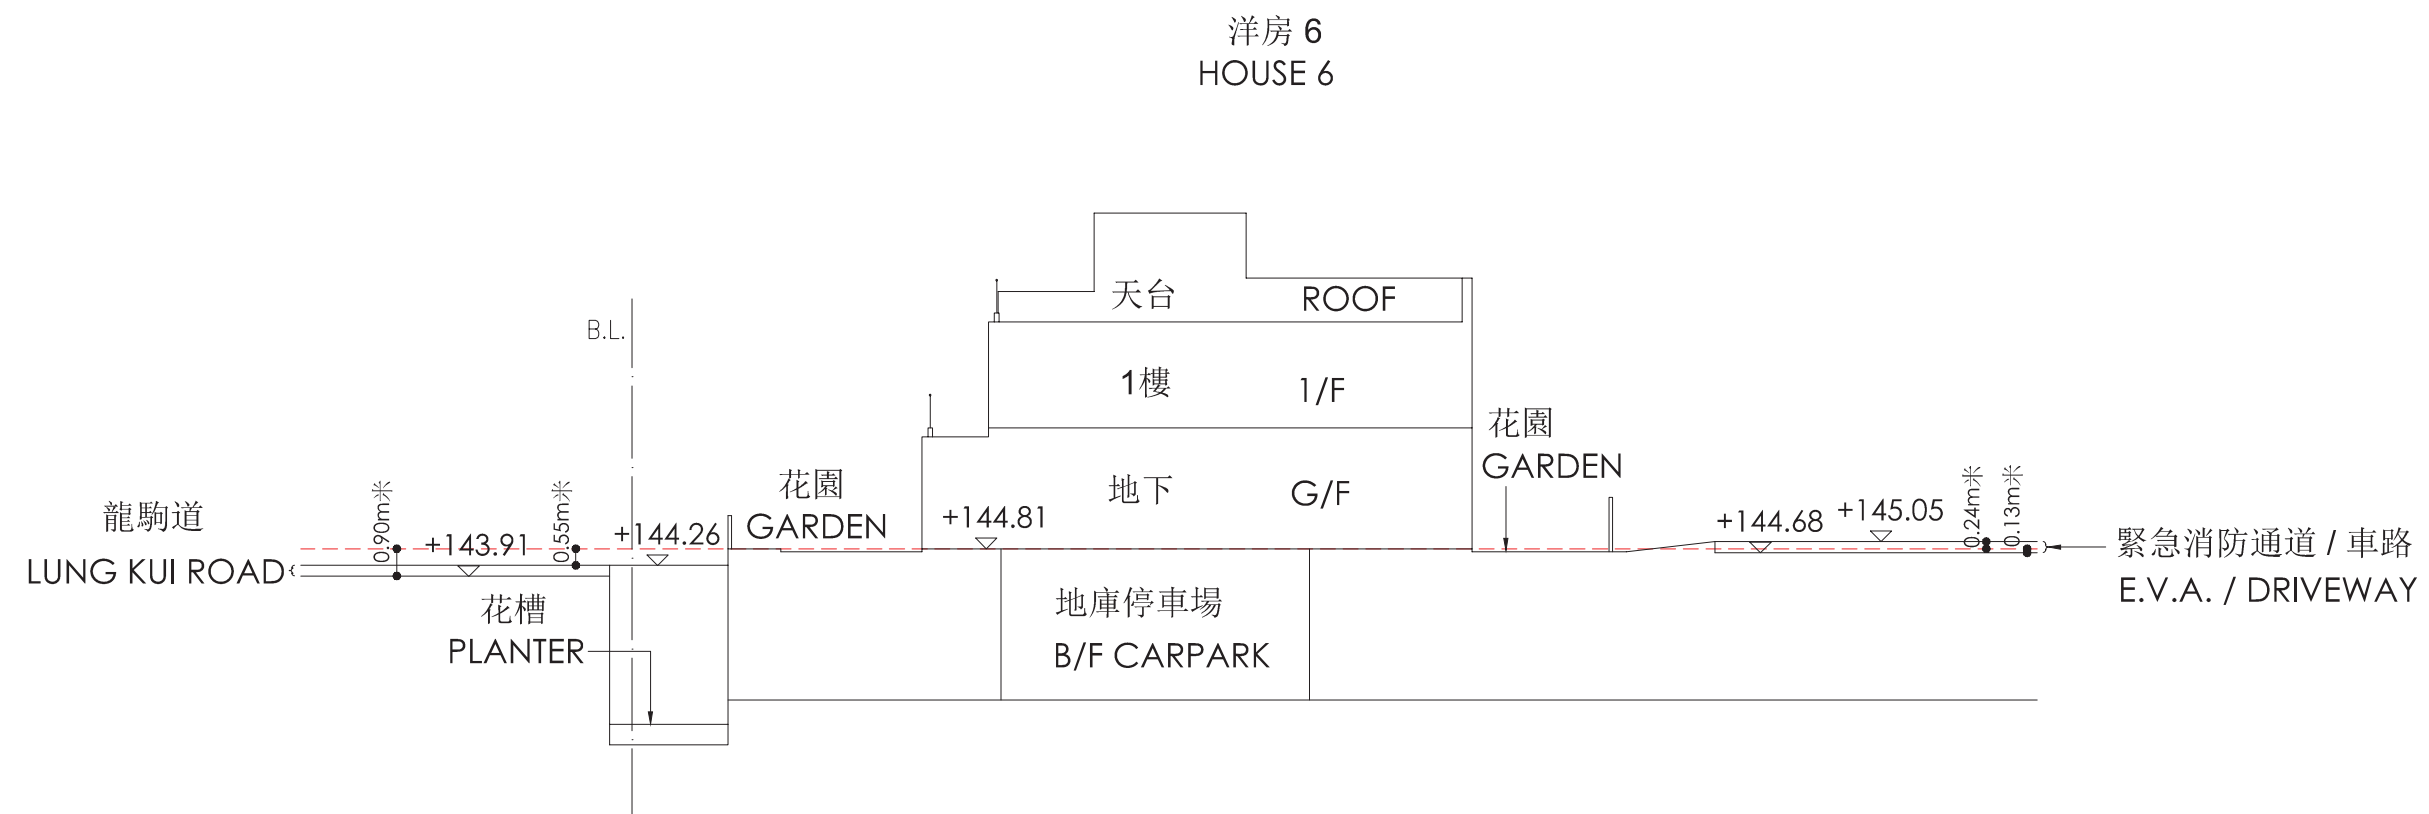 洋房 6
HOUSE 6
天台 ROOF
B.L.
1樓 1/F
花園
GARDEN
地下 G/F
花園
GARDEN
龍駒道
LUNG KUI ROAD
0.90m米
+143.91
0.55m米
+144.26
+144.81
+144.68
+145.05
0.24m米
0.13m米
緊急消防通道 / 車路
E.V.A. / DRIVEWAY
花槽
PLANTER
地庫停車場
B/F CARPARK